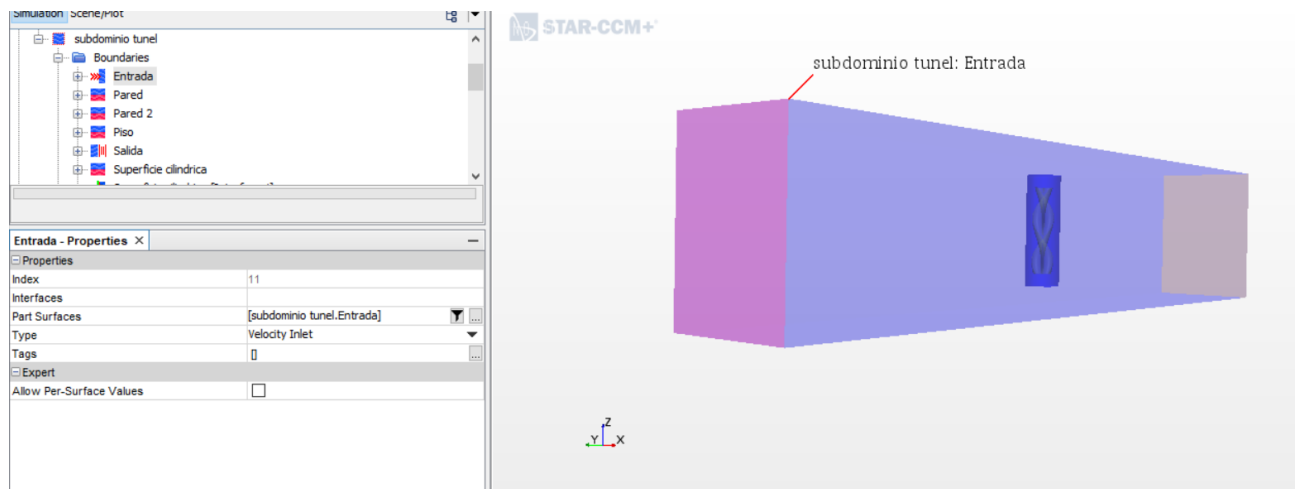 Simulation Scene/Plot
subdominio tunel
Boundaries
Entrada
Pared
Pared 2
Piso
Salida
Superficie cilindrica
Entrada - Properties ×
Properties
Index 11
Interfaces
Part Surfaces [subdominio tunel.Entrada] ...
Type Velocity Inlet
Tags [] ...
Expert
Allow Per-Surface Values
STAR-CCM+
subdominio tunel: Entrada
Z
Y X